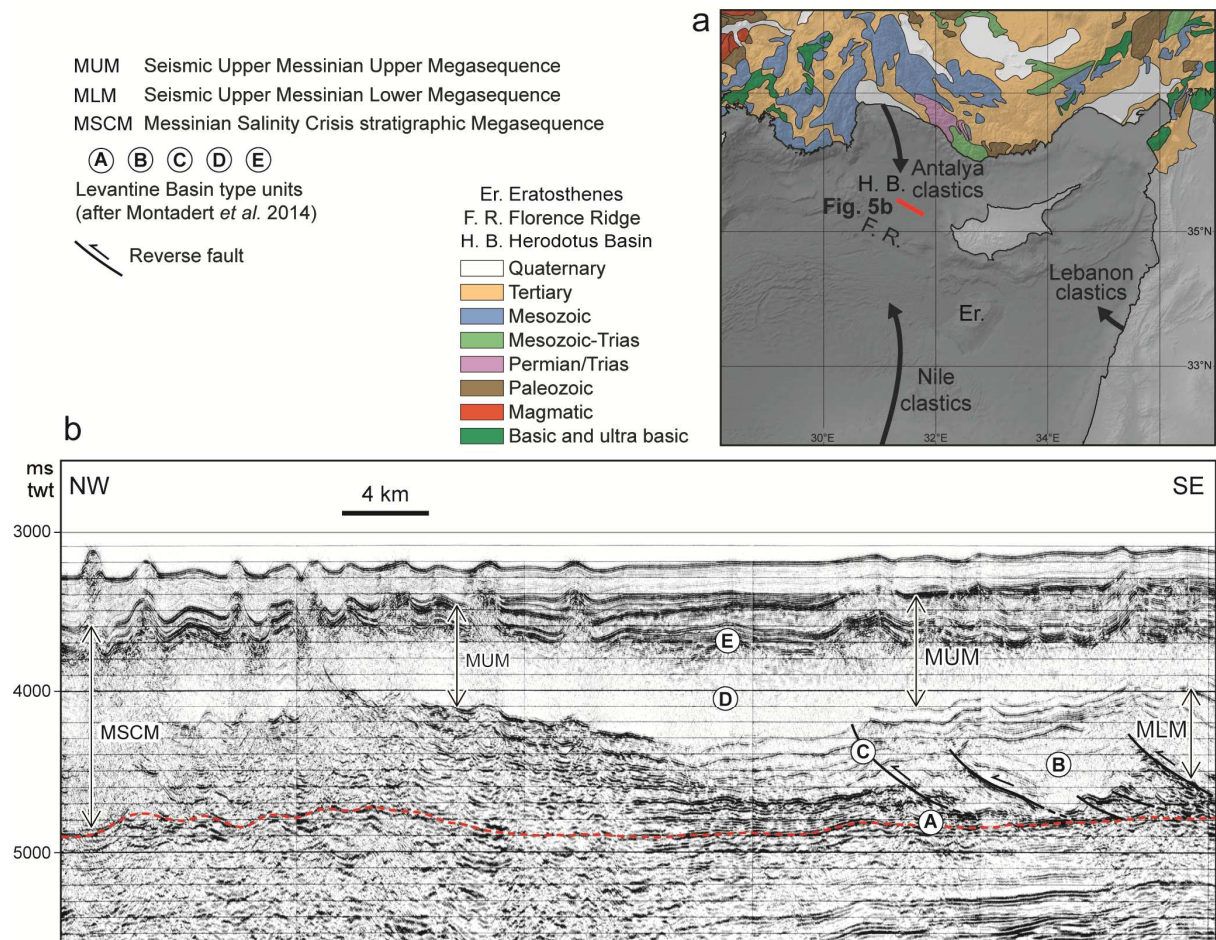 MUM Seismic Upper Messinian Upper Megasequence
MLM Seismic Upper Messinian Lower Megasequence
MSCM Messinian Salinity Crisis stratigraphic Megasequence
A B C D E
Levantine Basin type units
(after Montadert et al. 2014)
Reverse fault
Er. Eratosthenes
F. R. Florence Ridge
H. B. Herodotus Basin
Quaternary
Tertiary
Mesozoic
Mesozoic-Trias
Permian/Trias
Paleozoic
Magmatic
Basic and ultra basic
a
37°N
Antalya
clastics
H. B.
Fig. 5b
F. R.
35°N
Lebanon
clastics
Er.
33°N
Nile
clastics
30°E 32°E 34°E
b
ms
twt
NW
4 km
SE
3000
E
MUM
MUM
4000
D
MSCM
MLM
C
B
A
5000